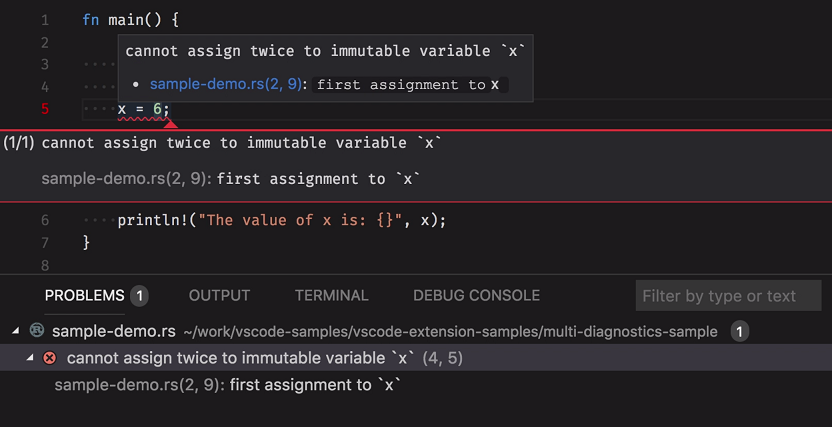 1 fn main() {
2
cannot assign twice to immutable variable `x`
3
• sample-demo.rs(2, 9): first assignment to x
4
5 ····x = 6;
(1/1) cannot assign twice to immutable variable `x`
sample-demo.rs(2, 9): first assignment to `x`
6 ····println!("The value of x is: {}", x);
7 }
8
PROBLEMS 1 OUTPUT TERMINAL DEBUG CONSOLE Filter by type or text
sample-demo.rs ~/work/vscode-samples/vscode-extension-samples/multi-diagnostics-sample 1
cannot assign twice to immutable variable `x` (4, 5)
sample-demo.rs(2, 9): first assignment to `x`